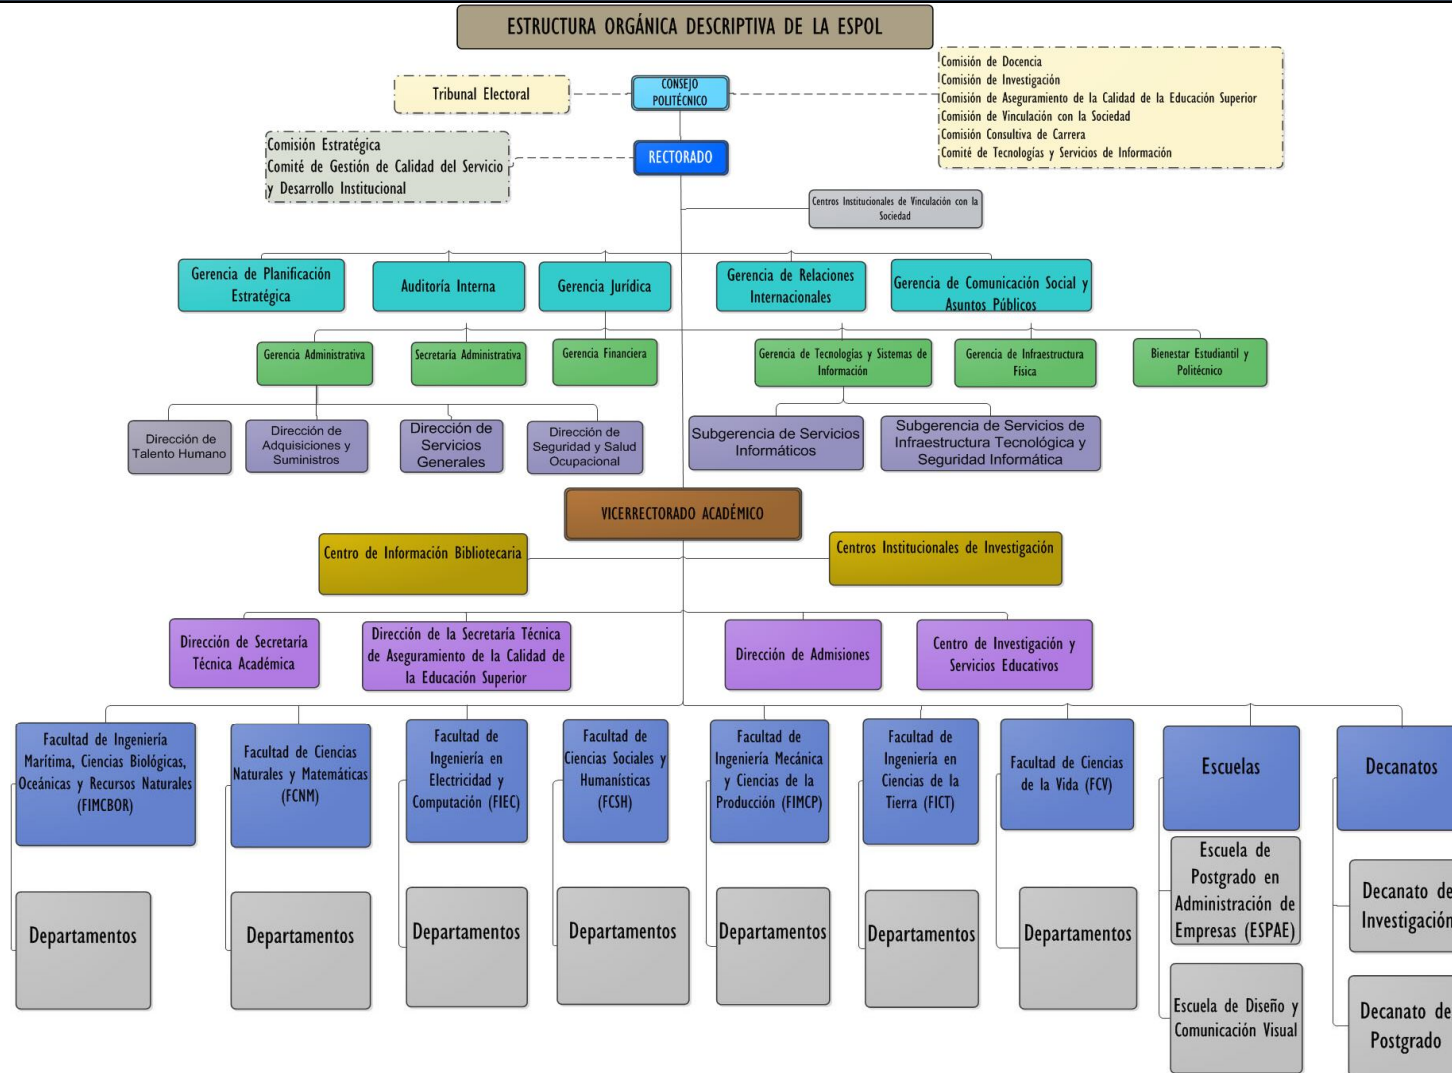 ESTRUCTURA ORGÁNICA DESCRIPTIVA DE LA ESPOL
Tribunal Electoral
CONSEJO
POLITÉCNICO
Comisión de Docencia
Comisión de Investigación
Comisión de Aseguramiento de la Calidad de la Educación Superior
Comisión de Vinculación con la Sociedad
Comisión Consultiva de Carrera
Comité de Tecnologías y Servicios de Información
Comisión Estratégica
Comité de Gestión de Calidad del Servicio
y Desarrollo Institucional
RECTORADO
Centros Institucionales de Vinculación con la
Sociedad
Gerencia de Planificación
Estratégica
Auditoría Interna
Gerencia Jurídica
Gerencia de Relaciones
Internacionales
Gerencia de Comunicación Social y
Asuntos Públicos
Gerencia Administrativa
Secretaría Administrativa
Gerencia Financiera
Gerencia de Tecnologías y Sistemas de
Información
Gerencia de Infraestructura
Física
Bienestar Estudiantil y
Politécnico
Dirección de
Talento Humano
Dirección de
Adquisiciones y
Suministros
Dirección de
Servicios
Generales
Dirección de
Seguridad y Salud
Ocupacional
Subgerencia de Servicios
Informáticos
Subgerencia de Servicios de
Infraestructura Tecnológica y
Seguridad Informática
VICERRECTORADO ACADÉMICO
Centro de Información Bibliotecaria
Centros Institucionales de Investigación
Dirección de Secretaría
Técnica Académica
Dirección de la Secretaría Técnica
de Aseguramiento de la Calidad de
la Educación Superior
Dirección de Admisiones
Centro de Investigación y
Servicios Educativos
Facultad de Ingeniería
Marítima, Ciencias Biológicas,
Oceánicas y Recursos Naturales
(FIMCBOR)
Facultad de Ciencias
Naturales y Matemáticas
(FCNM)
Facultad de
Ingeniería en
Electricidad y
Computación (FIEC)
Facultad de
Ciencias Sociales y
Humanísticas
(FCSH)
Facultad de
Ingeniería Mecánica
y Ciencias de la
Producción (FIMCP)
Facultad de
Ingeniería en
Ciencias de la
Tierra (FICT)
Facultad de Ciencias
de la Vida (FCV)
Escuelas
Decanatos
Departamentos
Departamentos
Departamentos
Departamentos
Departamentos
Departamentos
Departamentos
Escuela de
Postgrado en
Administración de
Empresas (ESPAE)
Escuela de Diseño y
Comunicación Visual
Decanato de
Investigación
Decanato de
Postgrado